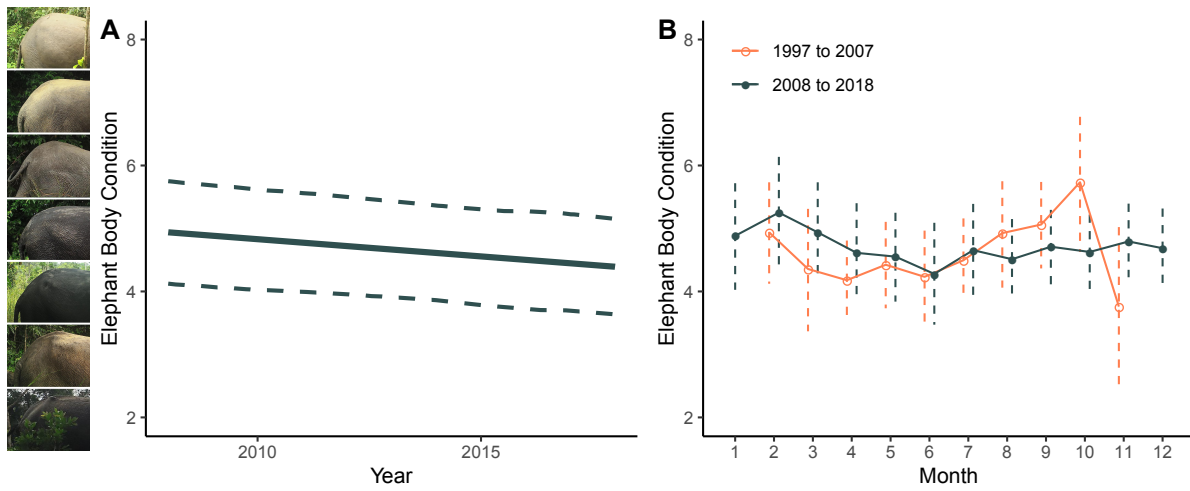 A
Elephant Body Condition
8
6
4
2
2010
2015
Year
B
Elephant Body Condition
8
6
4
2
1997 to 2007
2008 to 2018
1 2 3 4 5 6 7 8 9 10 11 12
Month